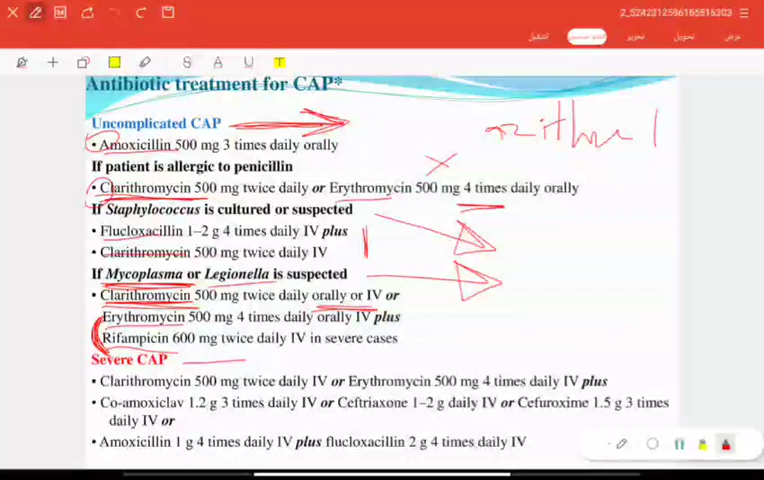 2_5242312596165516303
عرض
تحويل
تحرير
تشغيل
Antibiotic treatment for CAP*
Uncomplicated CAP
• Amoxicillin 500 mg 3 times daily orally
If patient is allergic to penicillin
• Clarithromycin 500 mg twice daily or Erythromycin 500 mg 4 times daily orally
If Staphylococcus is cultured or suspected
• Flucloxacillin 1–2 g 4 times daily IV plus
• Clarithromycin 500 mg twice daily IV
If Mycoplasma or Legionella is suspected
• Clarithromycin 500 mg twice daily orally or IV or
Erythromycin 500 mg 4 times daily orally IV plus
Rifampicin 600 mg twice daily IV in severe cases
Severe CAP
• Clarithromycin 500 mg twice daily IV or Erythromycin 500 mg 4 times daily IV plus
• Co-amoxiclav 1.2 g 3 times daily IV or Ceftriaxone 1–2 g daily IV or Cefuroxime 1.5 g 3 times
daily IV or
• Amoxicillin 1 g 4 times daily IV plus flucloxacillin 2 g 4 times daily IV